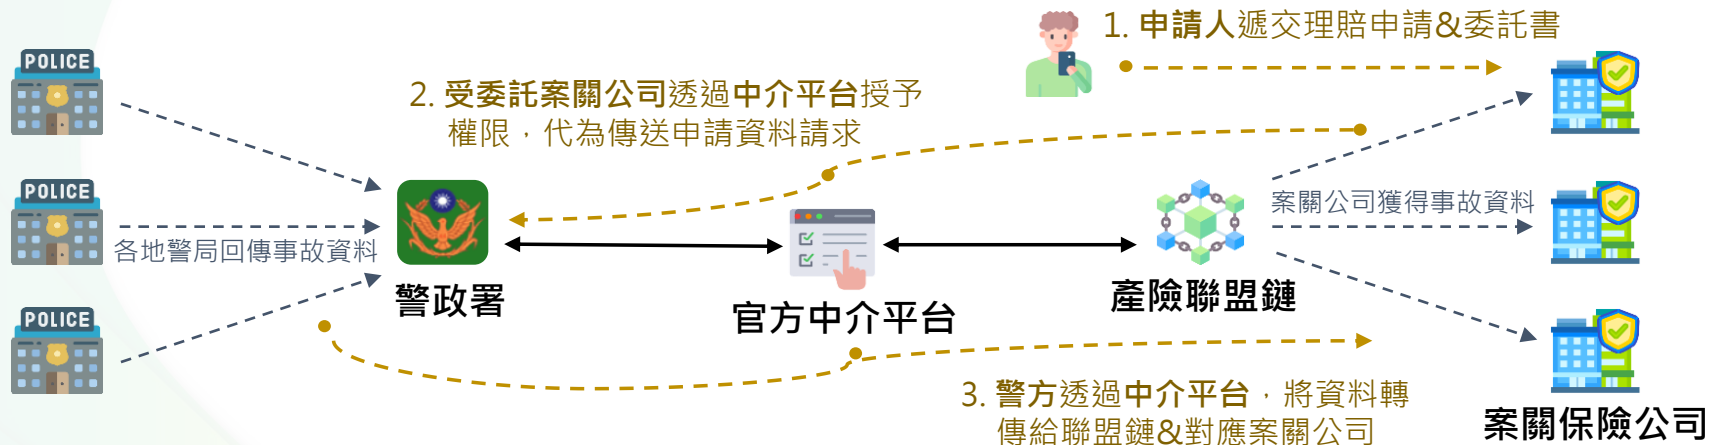 1. 申請人遞交理賠申請&委託書
2. 受委託案關公司透過中介平台授予
權限，代為傳送申請資料請求
POLICE
POLICE
POLICE
各地警局回傳事故資料
案關公司獲得事故資料
警政署
官方中介平台
產險聯盟鏈
3. 警方透過中介平台，將資料轉
傳給聯盟鏈&對應案關公司
案關保險公司